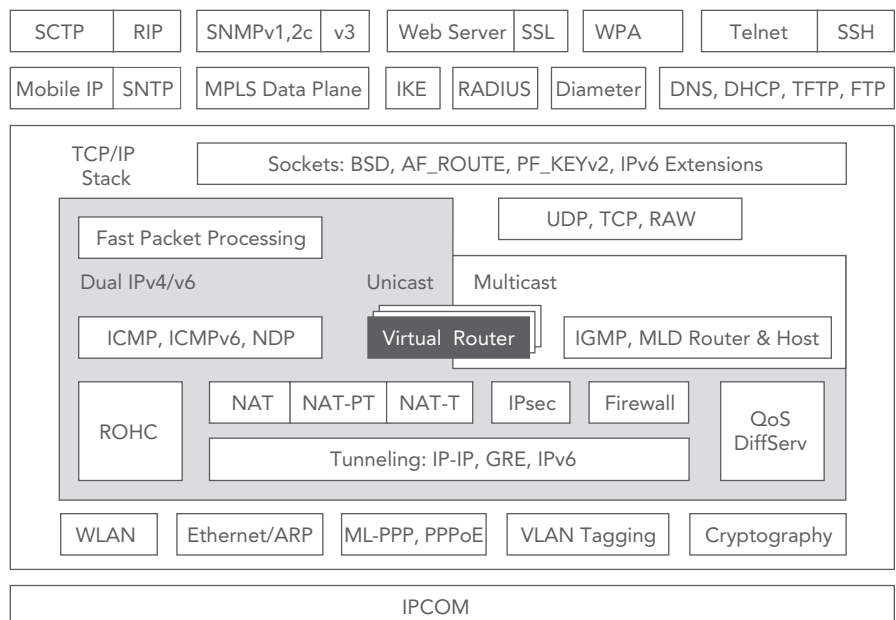 SCTP RIP SNMPv1,2c v3 Web Server SSL WPA Telnet SSH
Mobile IP SNTP MPLS Data Plane IKE RADIUS Diameter DNS, DHCP, TFTP, FTP
TCP/IP
Stack
Sockets: BSD, AF_ROUTE, PF_KEYv2, IPv6 Extensions
UDP, TCP, RAW
Fast Packet Processing
Dual IPv4/v6 Unicast Multicast
ICMP, ICMPv6, NDP Virtual Router IGMP, MLD Router & Host
ROHC
NAT NAT-PT NAT-T IPsec Firewall
QoS
DiffServ
Tunneling: IP-IP, GRE, IPv6
WLAN Ethernet/ARP ML-PPP, PPPoE VLAN Tagging Cryptography
IPCOM